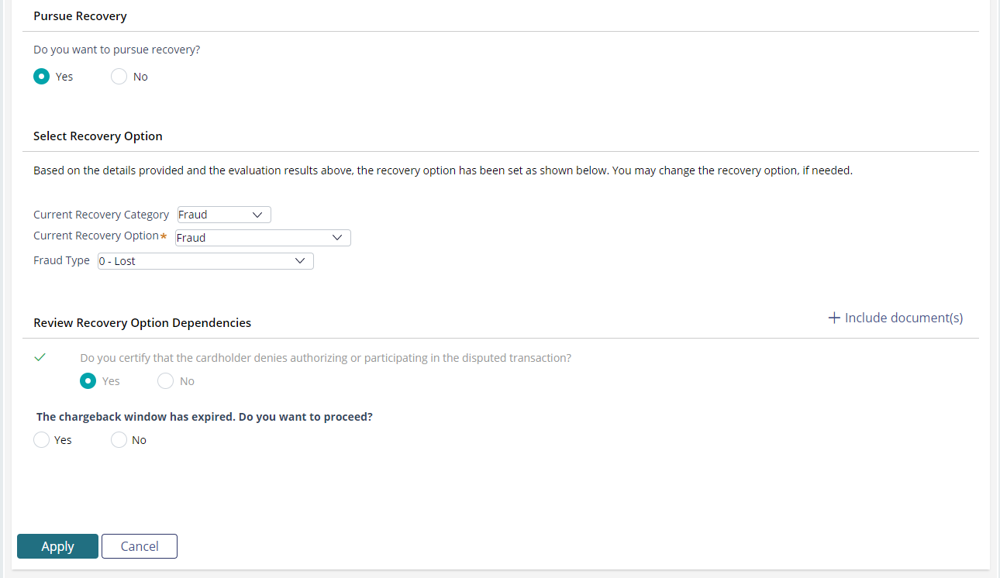 Pursue Recovery
Do you want to pursue recovery?
Yes No
Select Recovery Option
Based on the details provided and the evaluation results above, the recovery option has been set as shown below. You may change the recovery option, if needed.
Current Recovery Category Fraud
Current Recovery Option* Fraud
Fraud Type 0 - Lost
Review Recovery Option Dependencies + Include document(s)
Do you certify that the cardholder denies authorizing or participating in the disputed transaction?
Yes No
The chargeback window has expired. Do you want to proceed?
Yes No
Apply Cancel